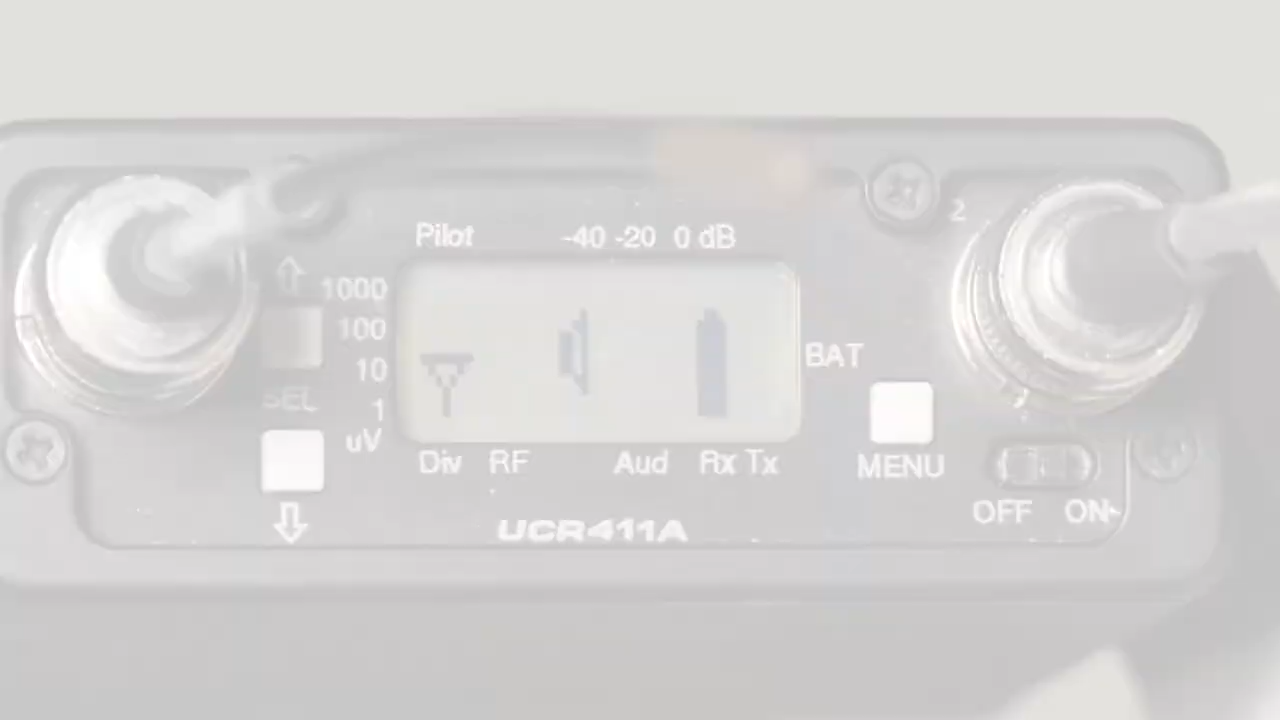 2
Pilot -40 -20 0 dB
1000
100
10
1
uV
SEL
BAT
Div RF Aud Rx Tx
MENU
OFF ON
UCR411A